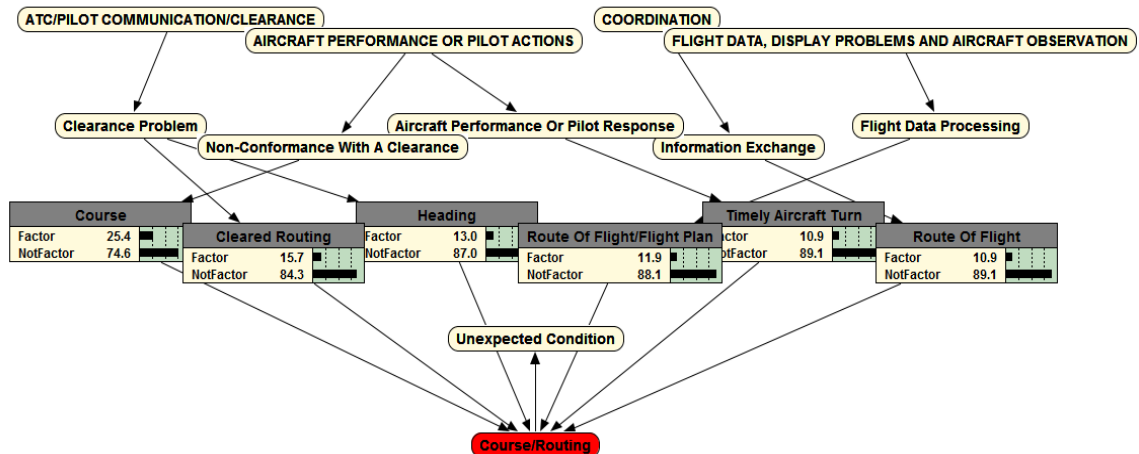 ATC/PILOT COMMUNICATION/CLEARANCE
COORDINATION
AIRCRAFT PERFORMANCE OR PILOT ACTIONS
FLIGHT DATA, DISPLAY PROBLEMS AND AIRCRAFT OBSERVATION
Clearance Problem
Aircraft Performance Or Pilot Response
Flight Data Processing
Non-Conformance With A Clearance
Information Exchange
Course
Factor 25.4
NotFactor 74.6
Cleared Routing
Factor 15.7
NotFactor 84.3
Heading
Factor 13.0
NotFactor 87.0
Route Of Flight/Flight Plan
Factor 11.9
NotFactor 88.1
Timely Aircraft Turn
Factor 10.9
NotFactor 89.1
Route Of Flight
Factor 10.9
NotFactor 89.1
Unexpected Condition
Course/Routing